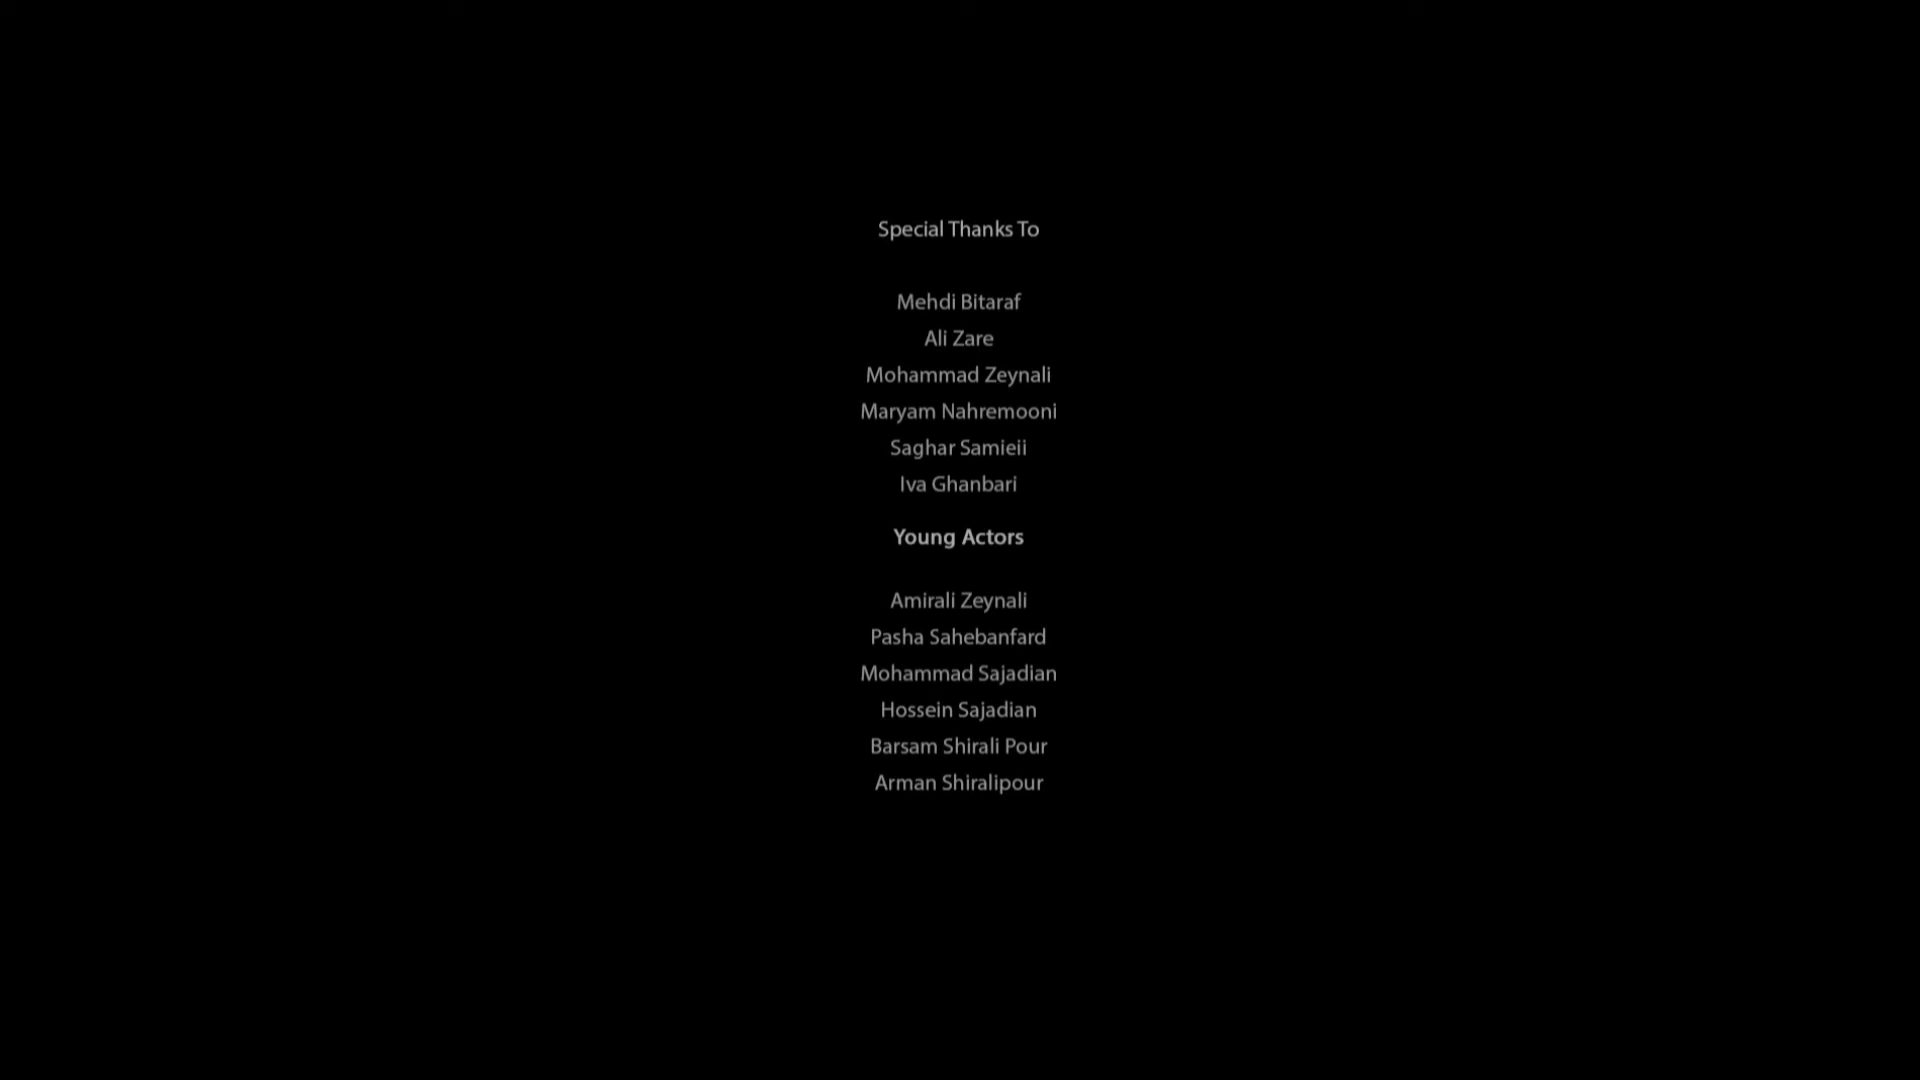 Special Thanks To
Mehdi Bitaraf
Ali Zare
Mohammad Zeynali
Maryam Nahremooni
Saghar Samieii
Iva Ghanbari
Young Actors
Amirali Zeynali
Pasha Sahebanfard
Mohammad Sajadian
Hossein Sajadian
Barsam Shirali Pour
Arman Shiralipour